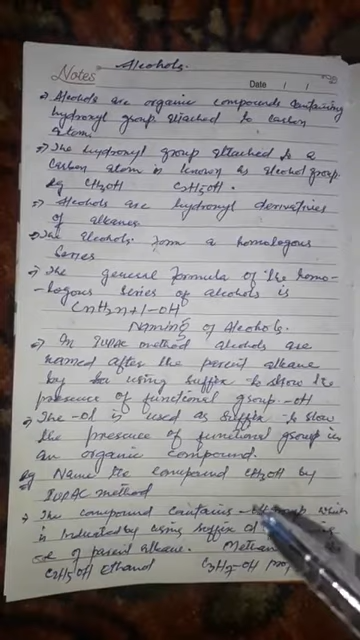 Alcohols.
Notes
Date / /
⇒ Alcohols are organic compounds containing
hydroxyl group attached to carbon
atom
⇒ The hydroxyl group attached to a
carbon atom is known as alcohol group.
eg CH3OH C2H5OH.
⇒ Alcohols are hydroxyl derivatives
of alkanes
⇒ The alcohols form a homologous
series
⇒ The general formula of the homo-
-logous series of alcohols is
CnH2n+1-OH
Naming of Alcohols.
⇒ In IUPAC method alcohols are
named after the parent alkane
by using suffix to show the
presence of functional group -OH
⇒ The -ol is used as suffix to show
the presence of functional group in
an organic compound.
eg Name the compound CH3OH by
IUPAC method
⇒ The compound contains which
is indicated by using suffix ol
of parent alkane. Methan
C2H5OH Ethanol C3H7-OH